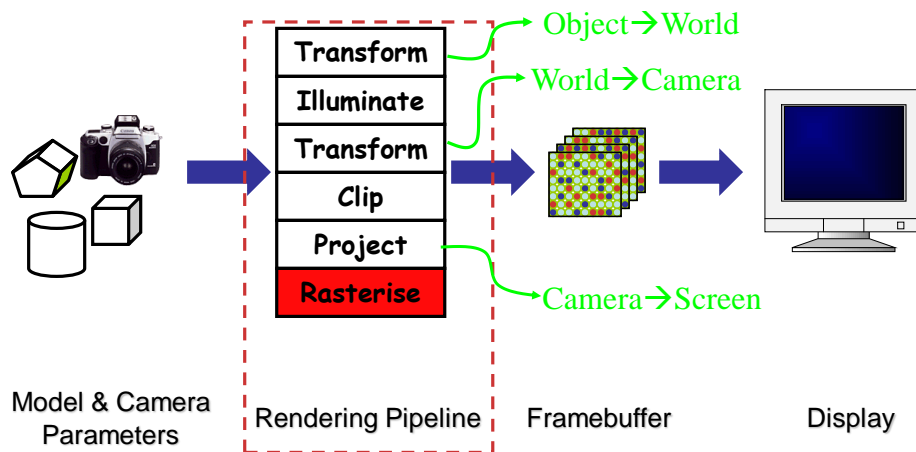 Transform
Illuminate
Transform
Clip
Project
Rasterise
Object→World
World→Camera
Camera→Screen
Model & Camera
Parameters
Rendering Pipeline
Framebuffer
Display